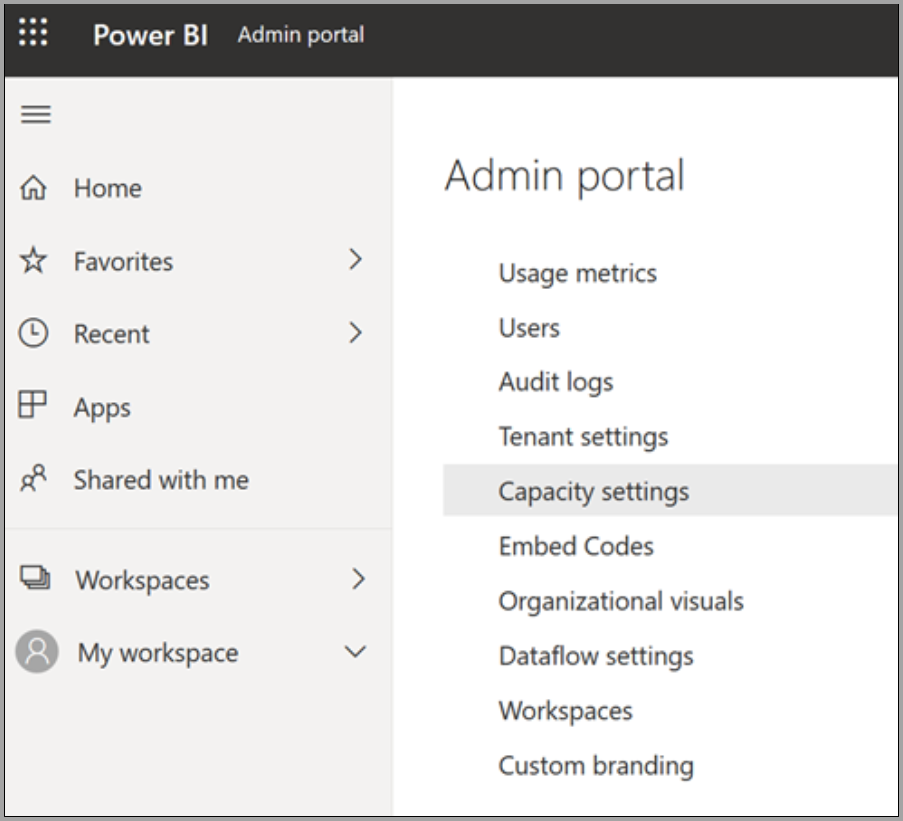 Power BI Admin portal
Home
Favorites
Recent
Apps
Shared with me
Workspaces
My workspace
Admin portal
Usage metrics
Users
Audit logs
Tenant settings
Capacity settings
Embed Codes
Organizational visuals
Dataflow settings
Workspaces
Custom branding